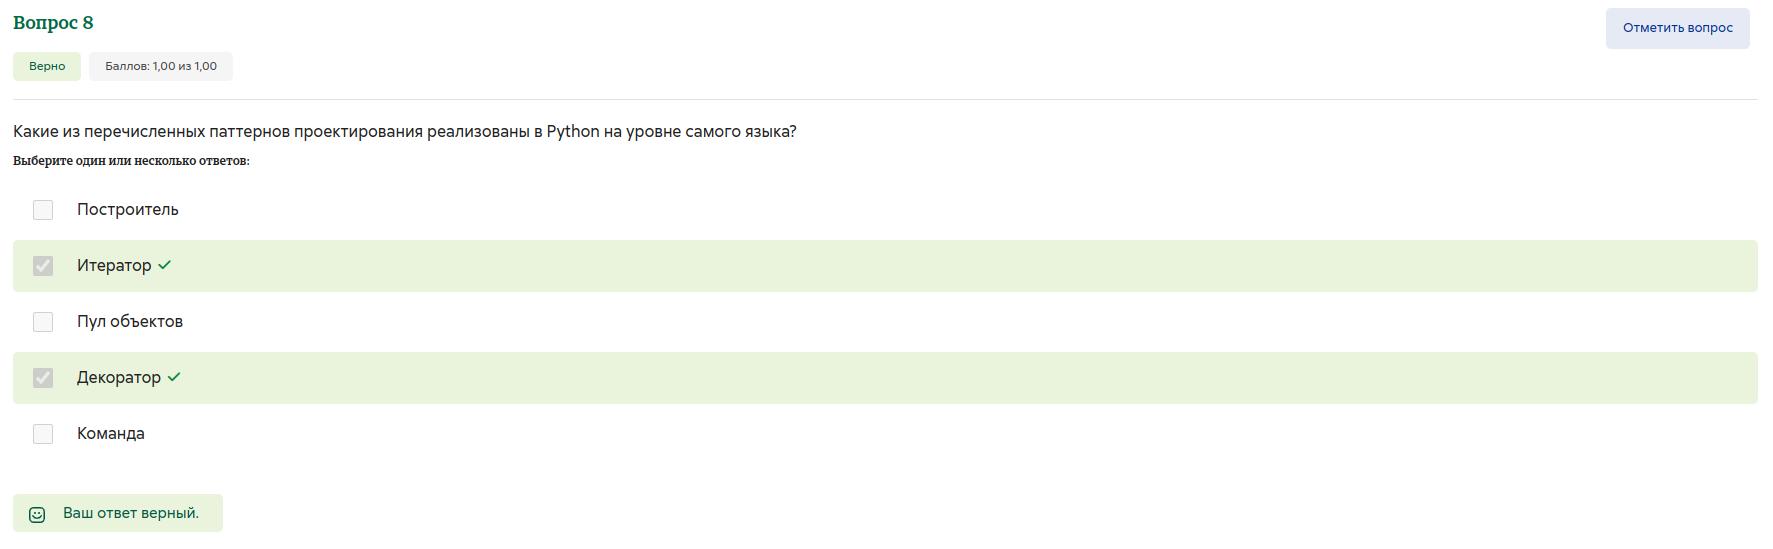 Вопрос 8
Отметить вопрос
Верно
Баллов: 1,00 из 1,00
Какие из перечисленных паттернов проектирования реализованы в Python на уровне самого языка?
Выберите один или несколько ответов:
Построитель
Итератор
Пул объектов
Декоратор
Команда
Ваш ответ верный.